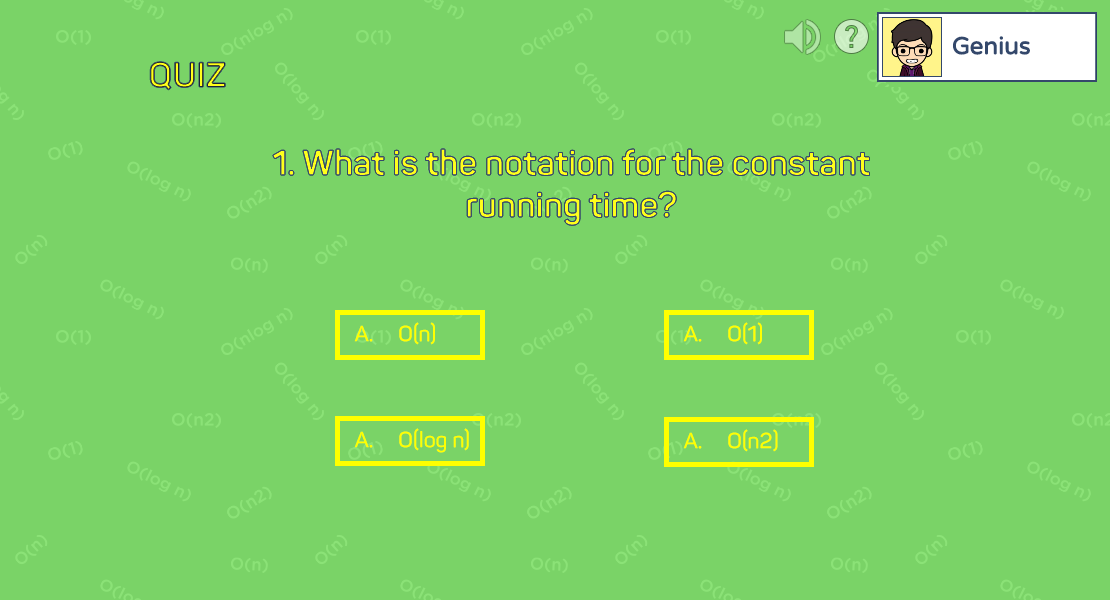 ?
Genius
QUIZ
1. What is the notation for the constant
running time?
A. O(n)
A. O(1)
A. O(log n)
A. O(n2)